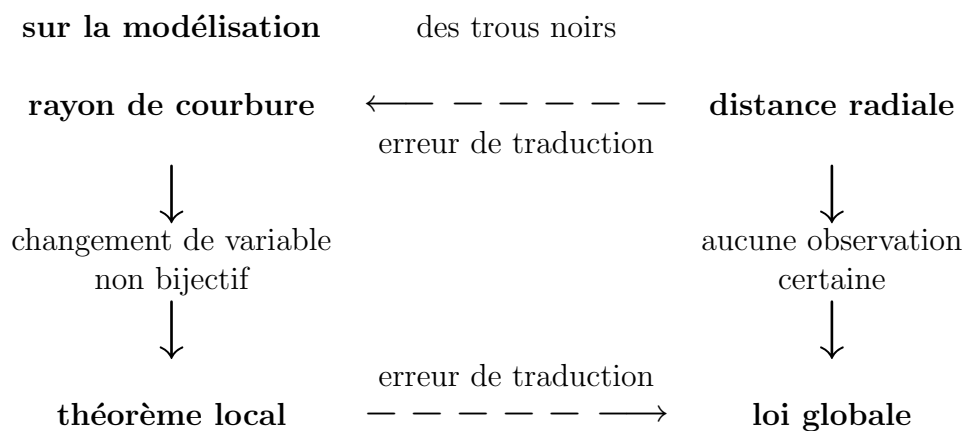 sur la modélisation des trous noirs
rayon de courbure distance radiale
erreur de traduction
changement de variable aucune observation
non bijectif certaine
erreur de traduction
théorème local loi globale